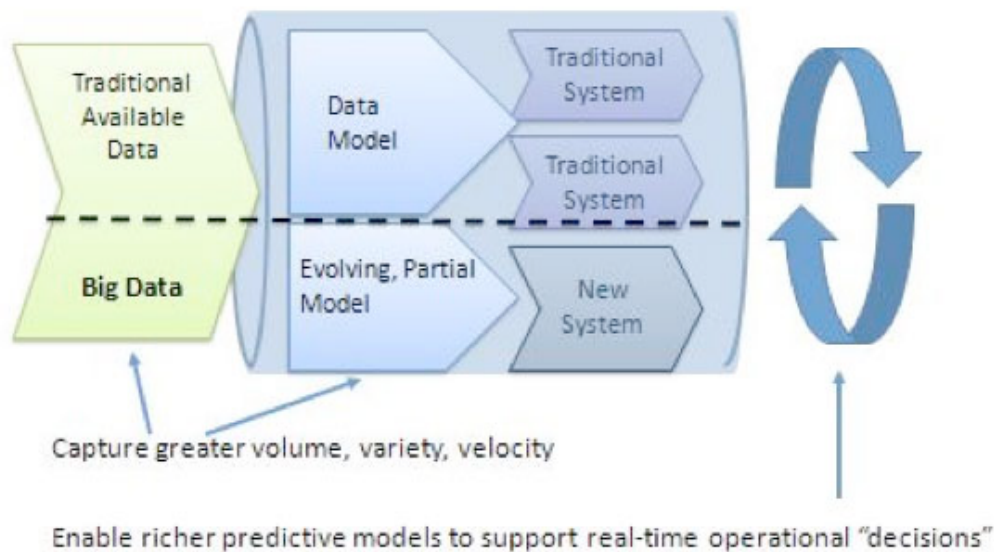 Traditional
Available
Data
Big Data
Data
Model
Evolving, Partial
Model
Traditional
System
Traditional
System
New
System
Capture greater volume, variety, velocity
Enable richer predictive models to support real-time operational “decisions”